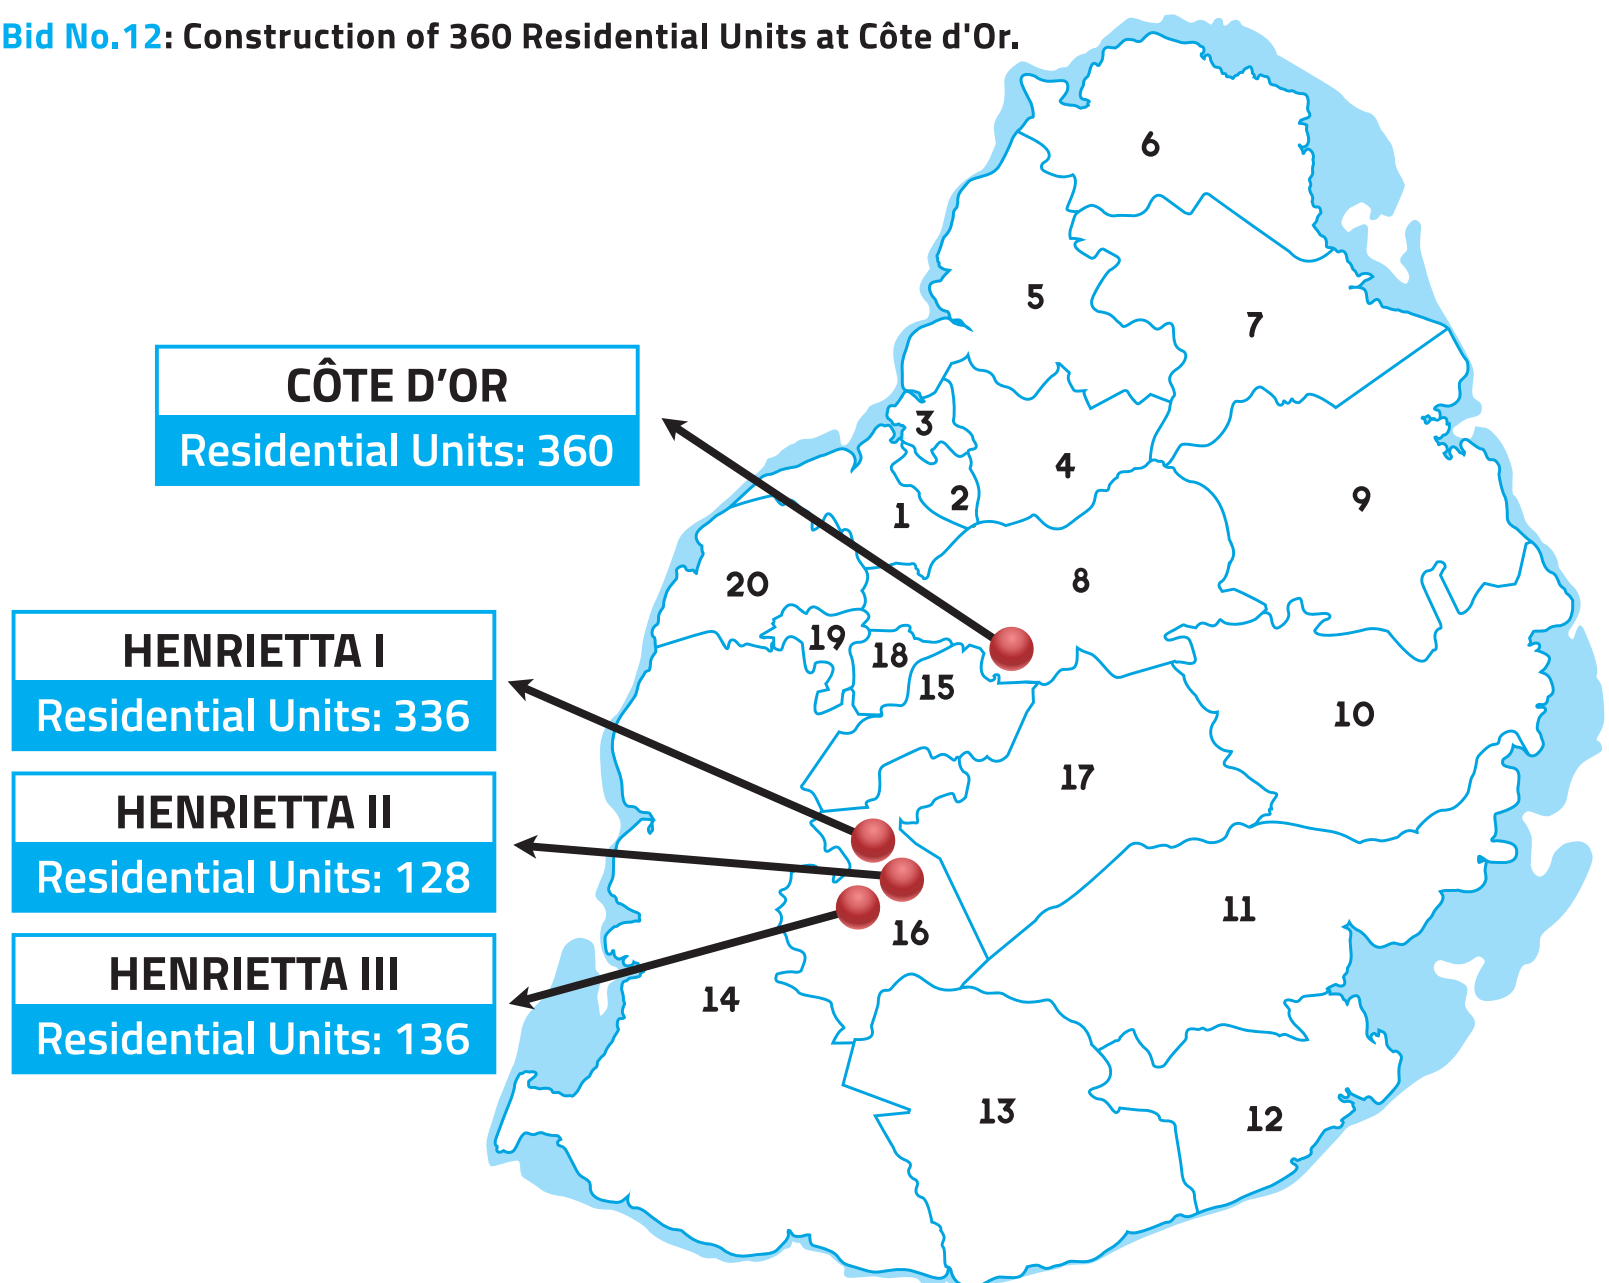 Bid No.12: Construction of 360 Residential Units at Côte d'Or.
CÔTE D’OR
Residential Units: 360
HENRIETTA I
Residential Units: 336
HENRIETTA II
Residential Units: 128
HENRIETTA III
Residential Units: 136
6
5
7
3
4
2
1
9
8
20
19
18
15
10
17
16
11
14
13
12